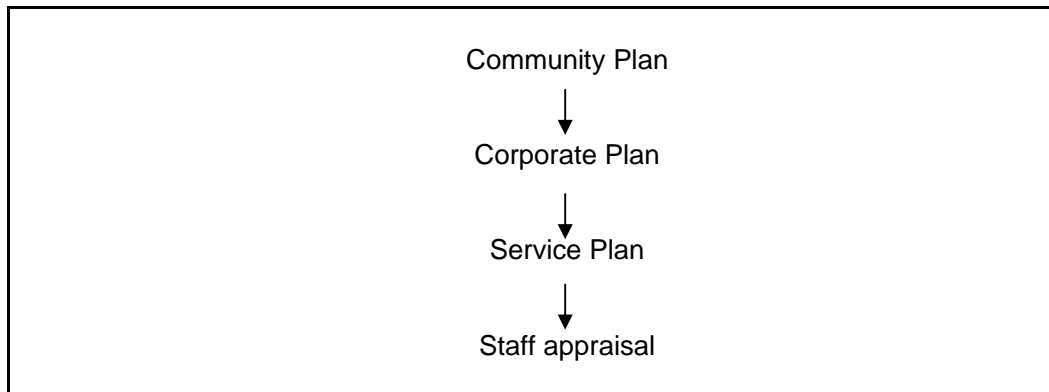 Community Plan
Corporate Plan
Service Plan
Staff appraisal